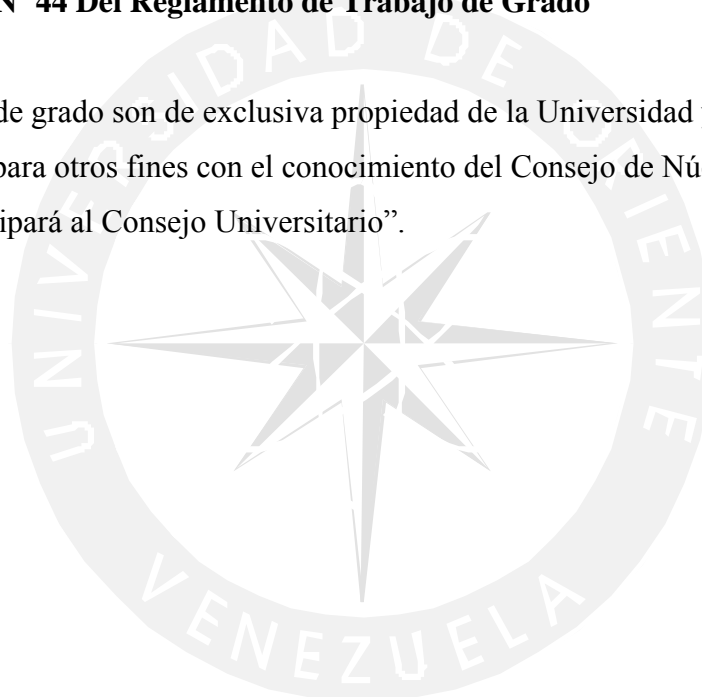 N° 44 Del Reglamento de Trabajo de Grado
de grado son de exclusiva propiedad de la Universidad
para otros fines con el conocimiento del Consejo de
ipará al Consejo Universitario”.
UNIVERSIDAD DE ORIENTE
VENEZUELA